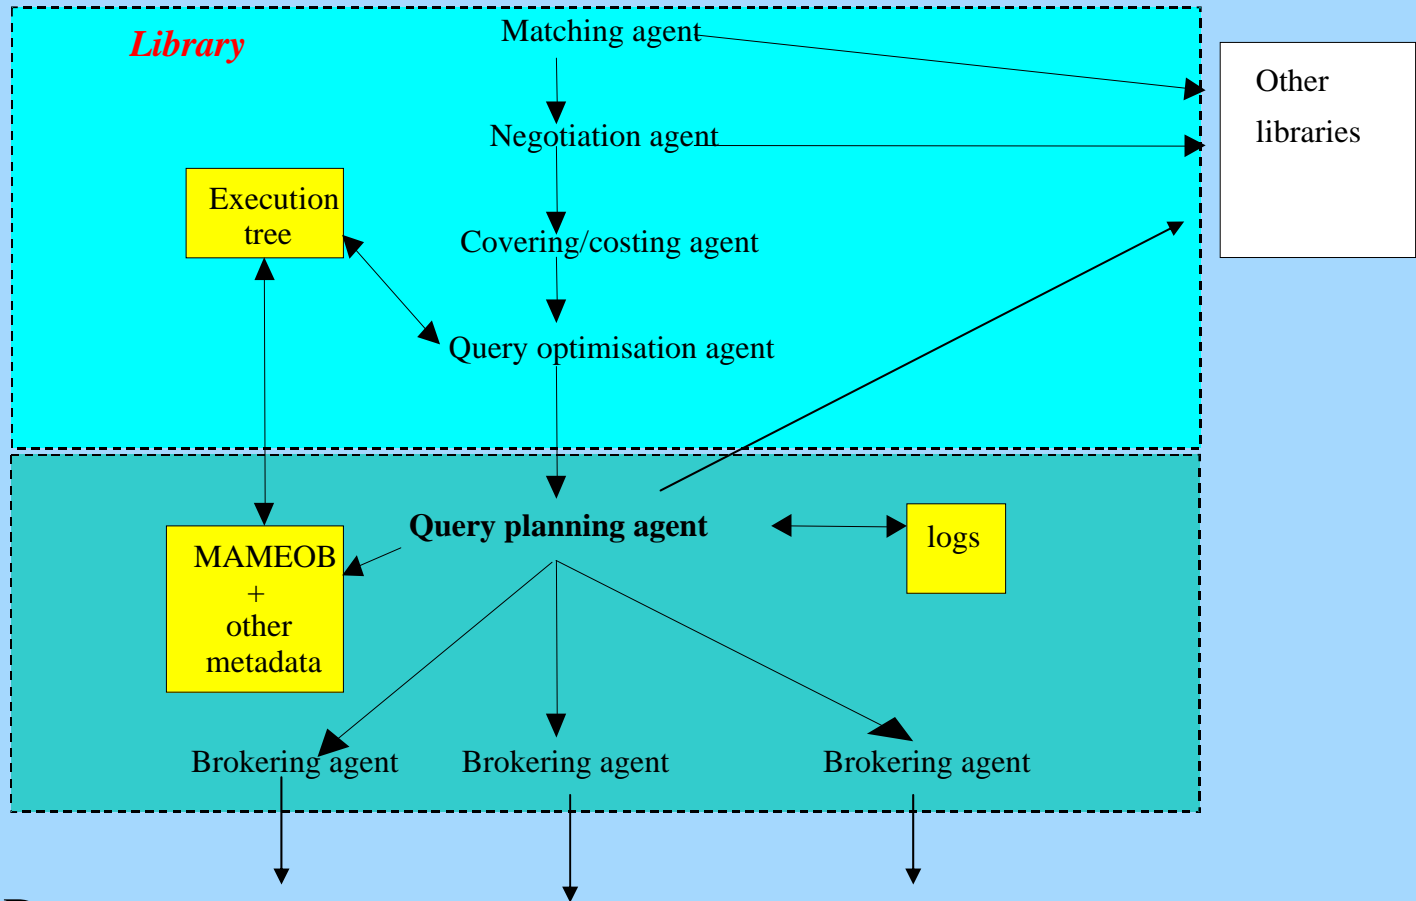 Library
Matching agent
Other
libraries
Negotiation agent
Execution
tree
Covering/costing agent
Query optimisation agent
Query planning agent
logs
MAMEOB
+
other
metadata
Brokering agent
Brokering agent
Brokering agent